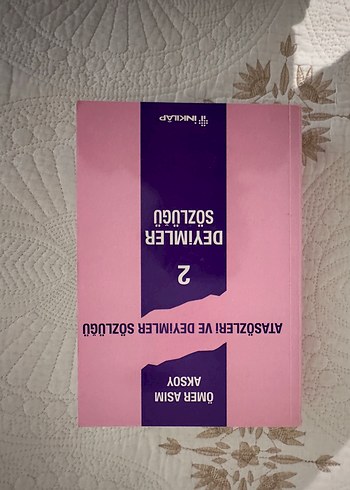 ÖMER ASIM
AKSOY
ATASÖZLERİ VE DEYİMLER SÖZLÜĞÜ
2
DEYİMLER
SÖZLÜĞÜ
İNKILÂP